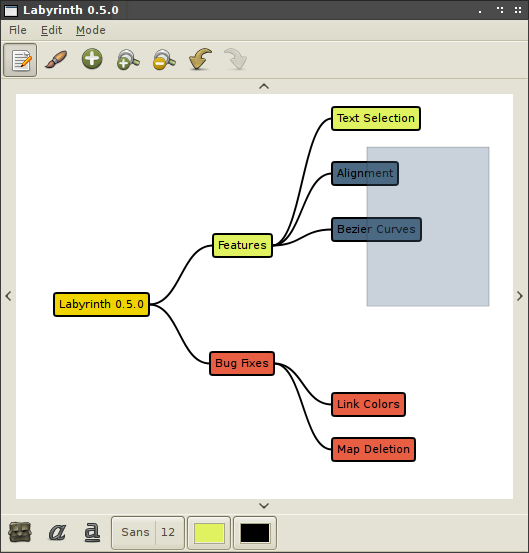 Labyrinth 0.5.0
File Edit Mode
Text Selection
Alignment
Bezier Curves
Features
Labyrinth 0.5.0
Bug Fixes
Link Colors
Map Deletion
a a Sans 12